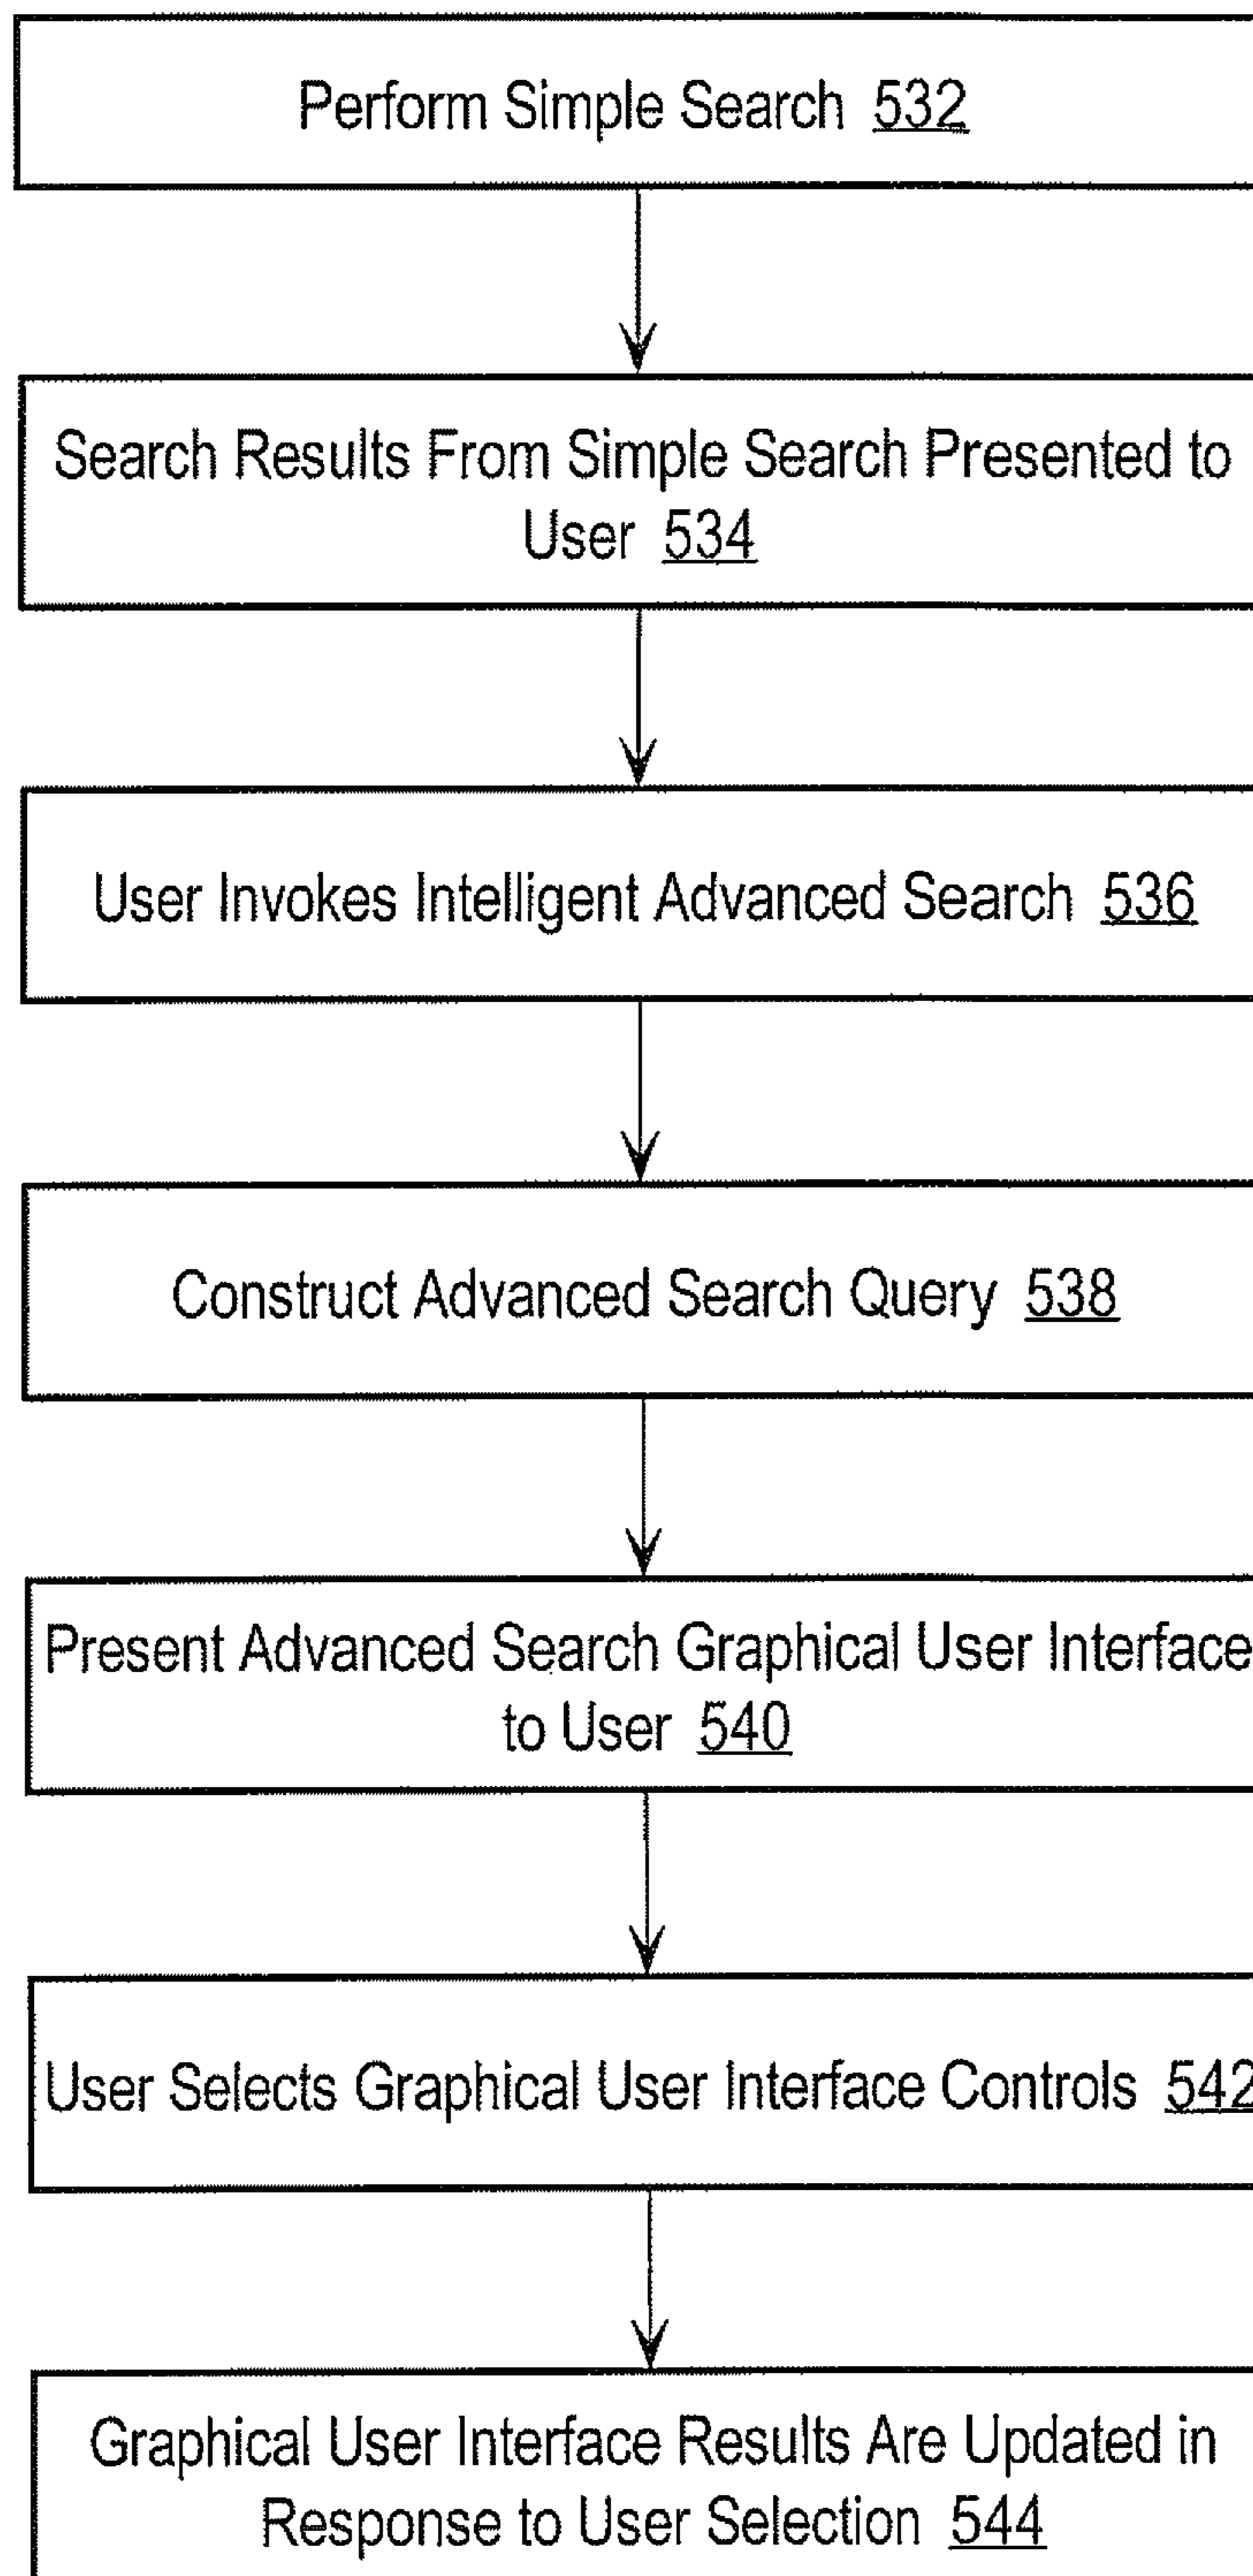 Perform Simple Search 532
Search Results From Simple Search Presented to
User 534
User Invokes Intelligent Advanced Search 536
Construct Advanced Search Query 538
Present Advanced Search Graphical User Interface
to User 540
User Selects Graphical User Interface Controls 542
Graphical User Interface Results Are Updated in
Response to User Selection 544